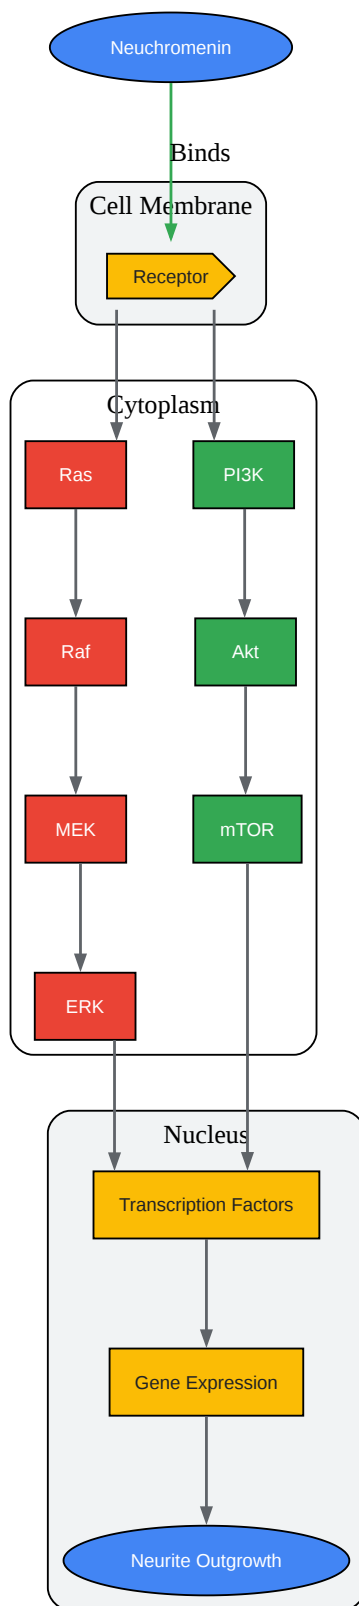 Neuchromenin
Binds
Cell Membrane
Receptor
Cytoplasm
Ras
PI3K
Raf
Akt
MEK
mTOR
ERK
Nucleus
Transcription Factors
Gene Expression
Neurite Outgrowth